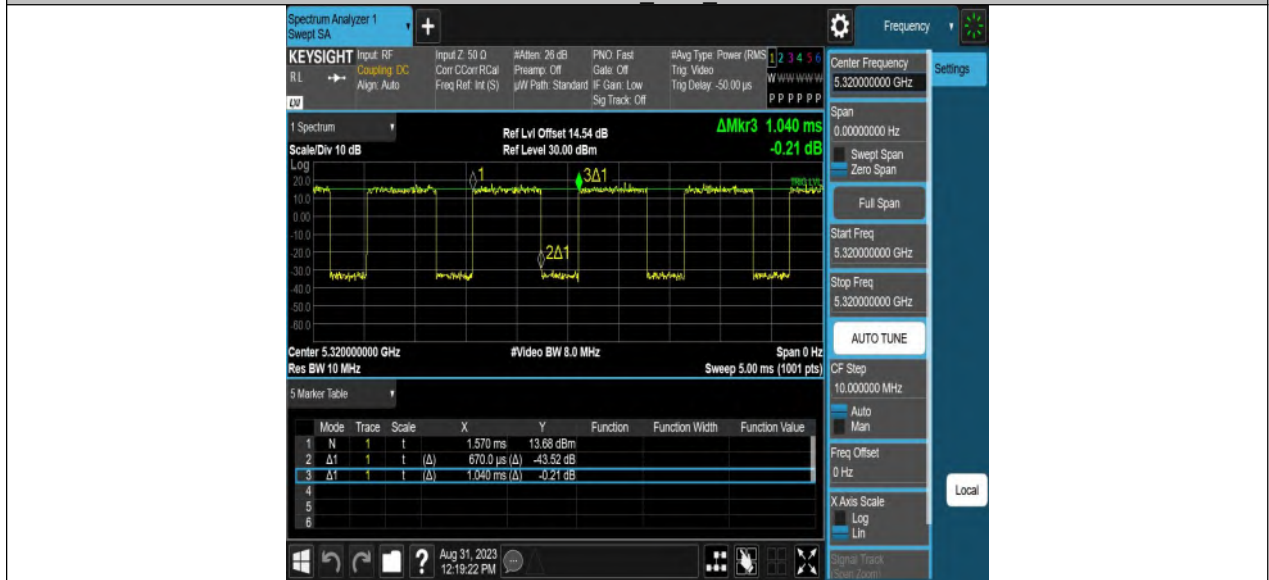 Spectrum Analyzer 1
Swept SA
+
Frequency
KEYSIGHT
RL
LXI
Input: RF
Coupling: DC
Align: Auto
Input Z: 50 Ω
Corr CCorr RCal
Freq Ref: Int (S)
#Atten: 26 dB
Preamp: Off
µW Path: Standard
PNO: Fast
Gate: Off
IF Gain: Low
Sig Track: Off
#Avg Type: Power (RMS
Trig: Video
Trig Delay: -50.00 µs
1 2 3 4 5 6
W W W W W W
P P P P P P
Center Frequency
5.320000000 GHz
Settings
Span
0.00000000 Hz
Swept Span
Zero Span
Full Span
Start Freq
5.320000000 GHz
Stop Freq
5.320000000 GHz
AUTO TUNE
CF Step
10.000000 MHz
Auto
Man
Freq Offset
0 Hz
X Axis Scale
Log
Lin
Signal Track
(Span Zoom)
Local
1 Spectrum
Scale/Div 10 dB
Ref Lvl Offset 14.54 dB
Ref Level 30.00 dBm
ΔMkr3 1.040 ms
-0.21 dB
Log
20.0
10.0
0.00
-10.0
-20.0
-30.0
-40.0
-50.0
-60.0
1
3Δ1
2Δ1
TRIG LVL
Center 5.320000000 GHz
Res BW 10 MHz
#Video BW 8.0 MHz
Span 0 Hz
Sweep 5.00 ms (1001 pts)
5 Marker Table
Mode Trace Scale X Y Function Function Width Function Value
1 N 1 t 1.570 ms 13.68 dBm
2 Δ1 1 t (Δ) 670.0 µs (Δ) -43.52 dB
3 Δ1 1 t (Δ) 1.040 ms (Δ) -0.21 dB
4
5
6
?
Aug 31, 2023
12:19:22 PM